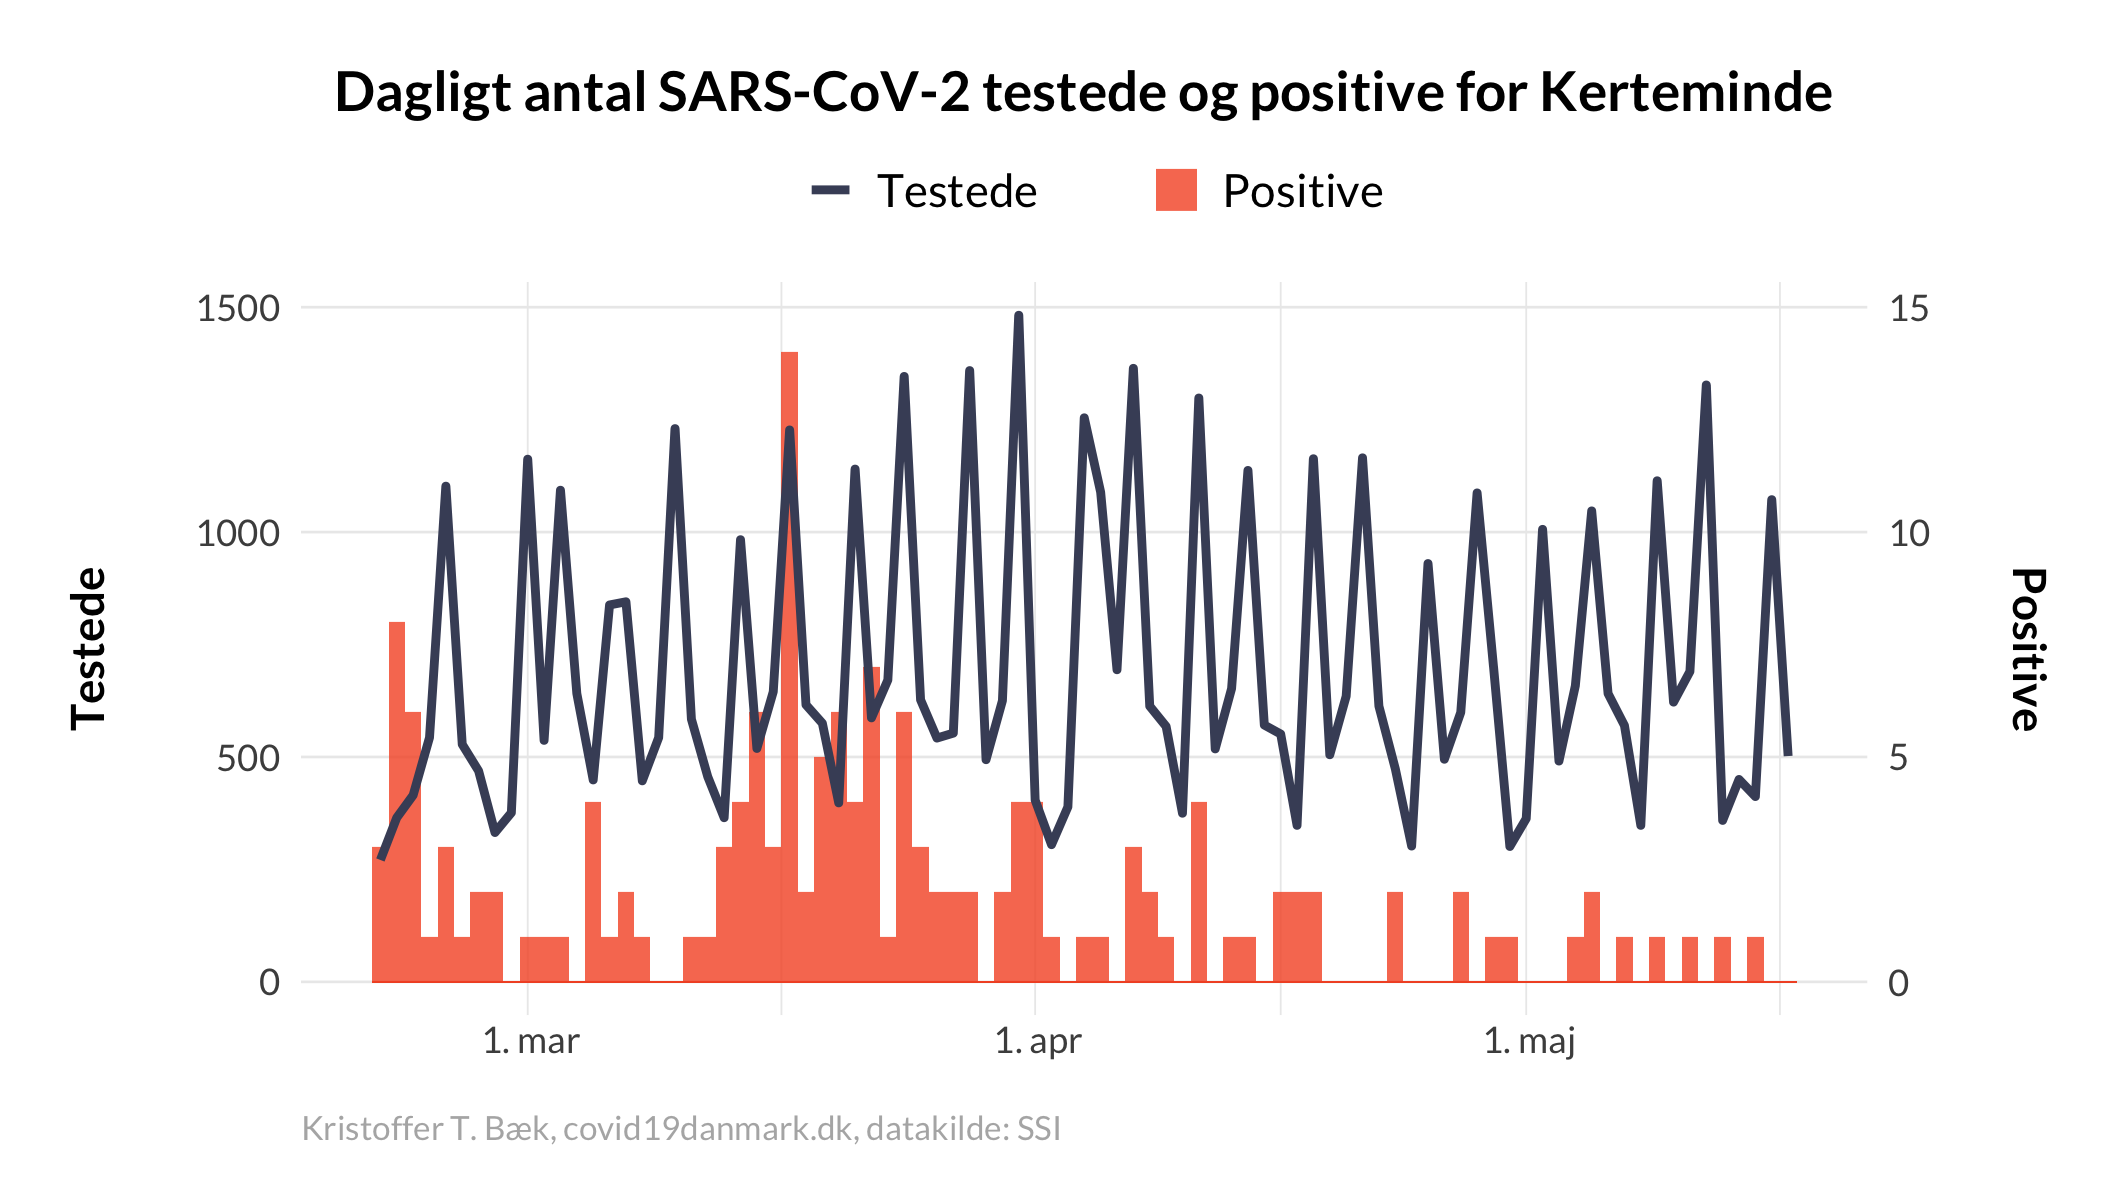 Dagligt antal SARS-CoV-2 testede og positive for Kerteminde
Testede Positive
1500 15
1000 10
Testede
Positive
500 5
0 0
1. mar 1. apr 1. maj
Kristoffer T. Bæk, covid19danmark.dk, datakilde: SSI